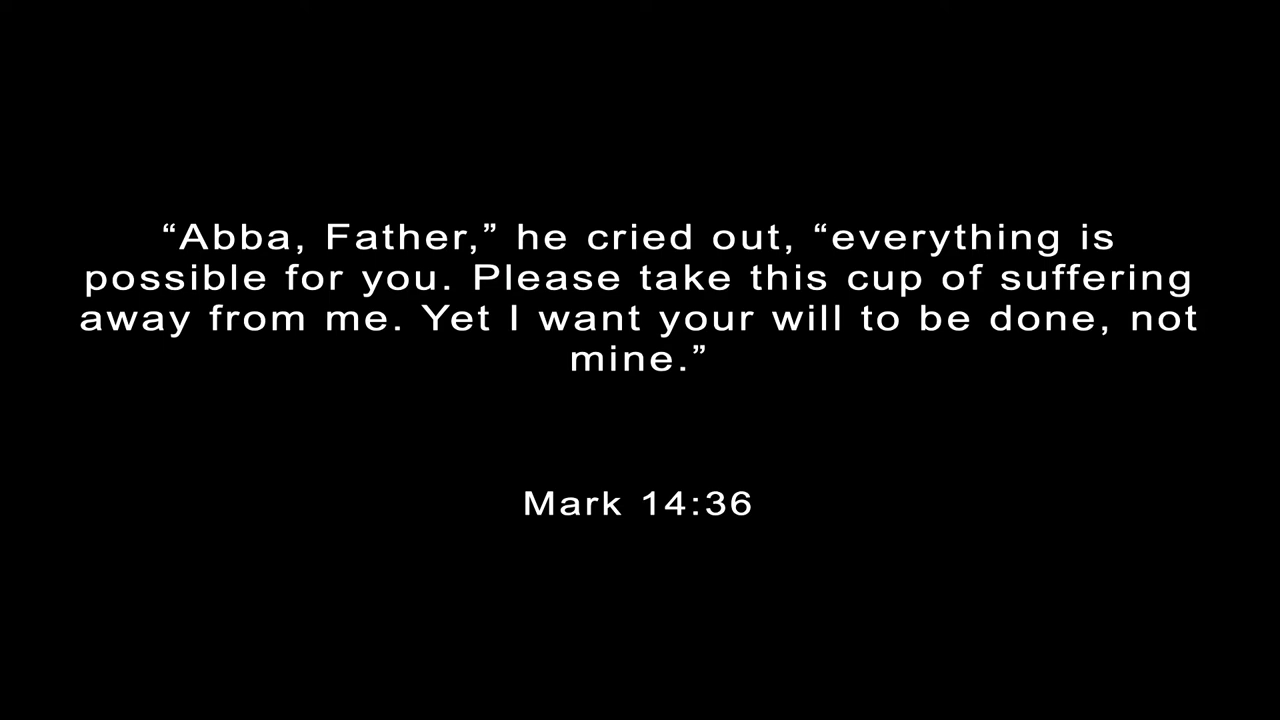 “Abba, Father,” he cried out, “everything is
possible for you. Please take this cup of suffering
away from me. Yet I want your will to be done, not
mine.”
Mark 14:36